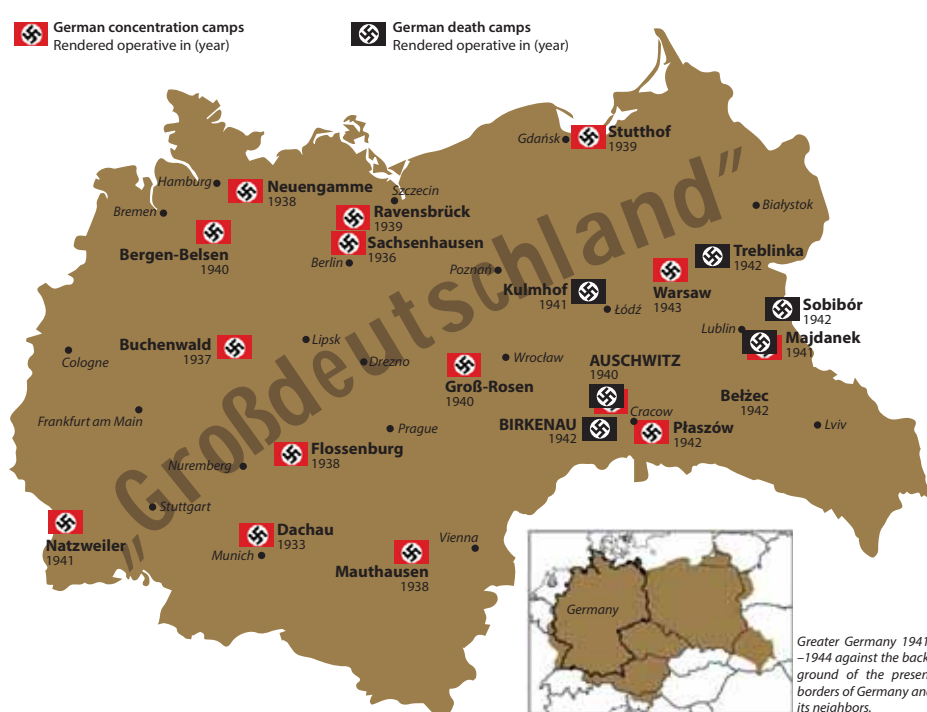 German concentration camps
Rendered operative in (year)
German death camps
Rendered operative in (year)
Gdańsk
Stutthof
1939
Hamburg
Neuengamme
1938
Szczecin
Bremen
Ravensbrück
1939
Białystok
Sachsenhausen
1936
Bergen-Belsen
1940
Berlin
Poznań
Treblinka
1942
Kulmhof
1941
Warsaw
1943
Łódź
Sobibór
1942
Lublin
Majdanek
1941
Buchenwald
1937
Lipsk
Cologne
Drezno
Wrocław
AUSCHWITZ
1940
Groß-Rosen
1940
Bełżec
1942
Frankfurt am Main
Prague
BIRKENAU
1942
Cracow
Płaszów
1942
Lviv
Flossenburg
1938
Nuremberg
„Großdeutschland”
Stuttgart
Natzweiler
1941
Dachau
1933
Munich
Vienna
Mauthausen
1938
Germany
Greater Germany 1941
–1944 against the back-
ground of the presen
borders of Germany and
its neighbors.